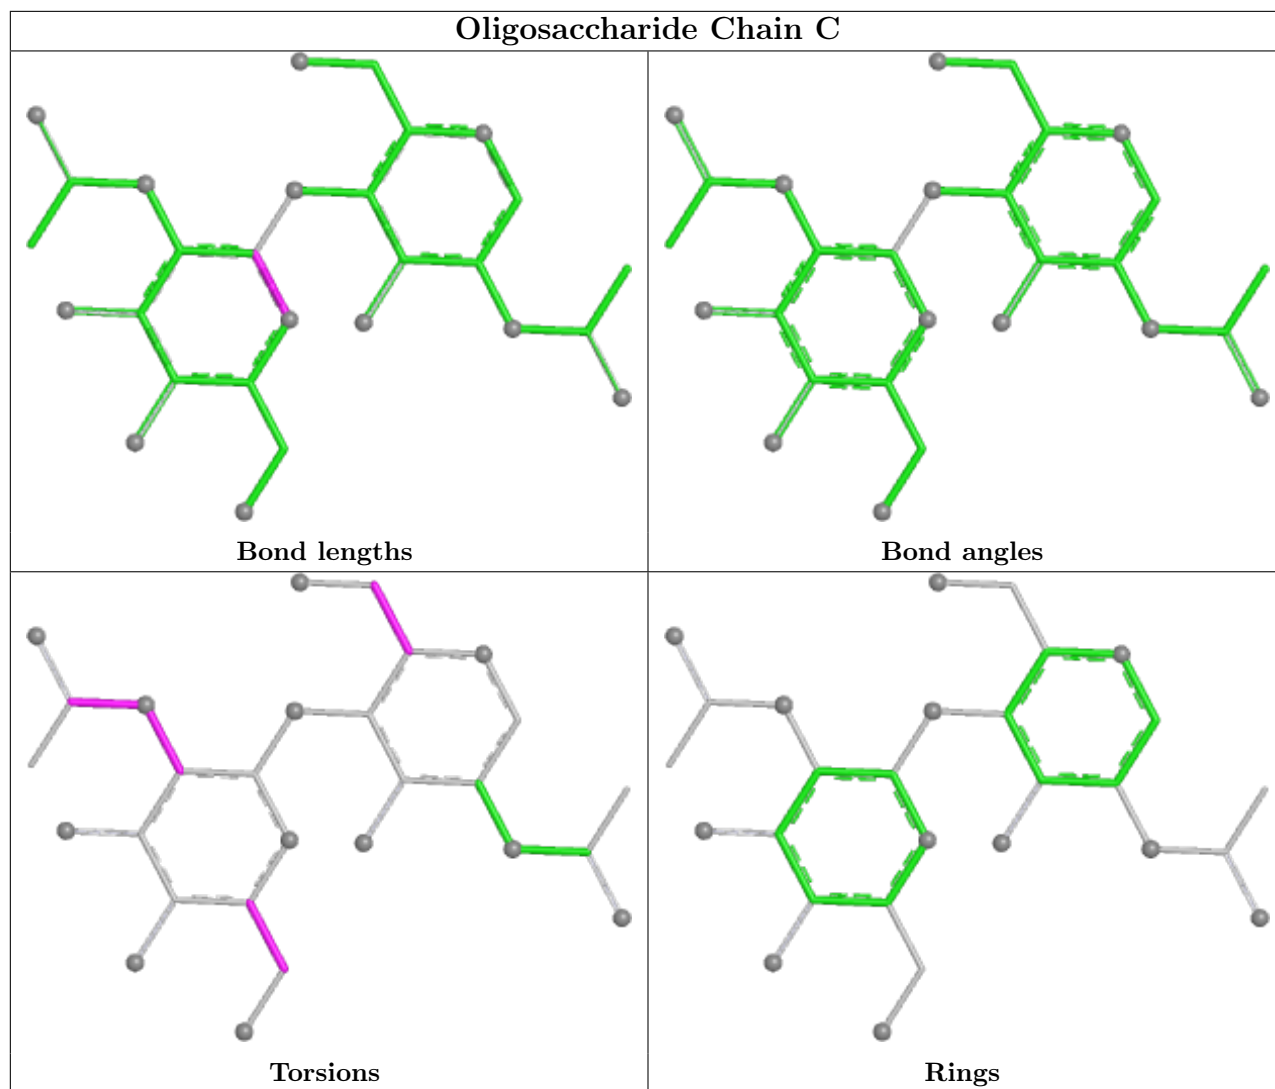 Oligosaccharide Chain C
Bond lengths
Bond angles
Torsions
Rings